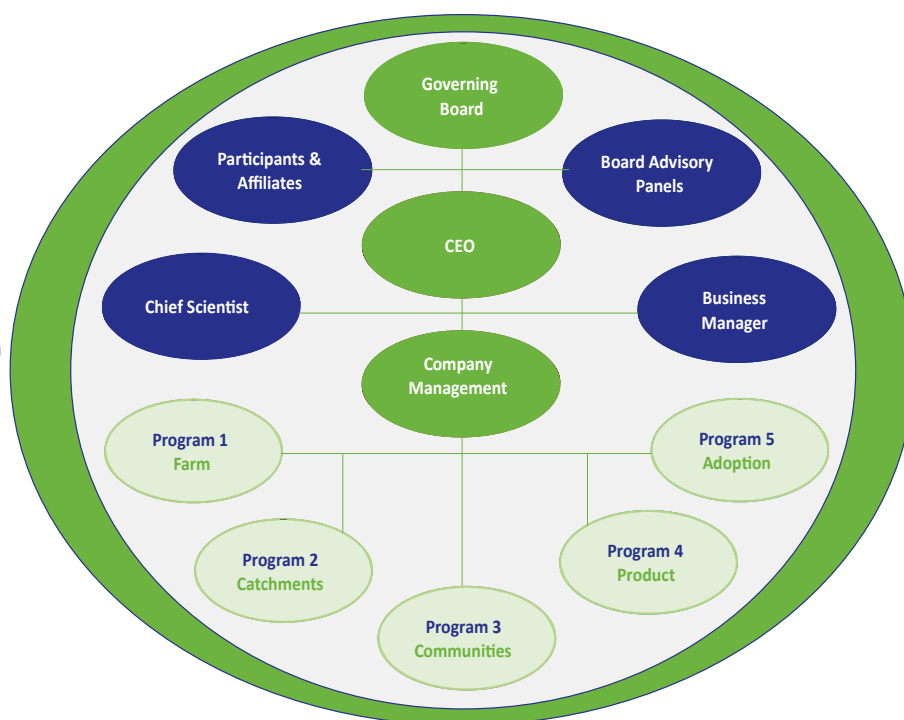 Governing
Board
Participants &
Affiliates
Board Advisory
Panels
CEO
Chief Scientist
Business
Manager
Company
Management
Program 1
Farm
Program 5
Adoption
Program 2
Catchments
Program 4
Product
Program 3
Communities